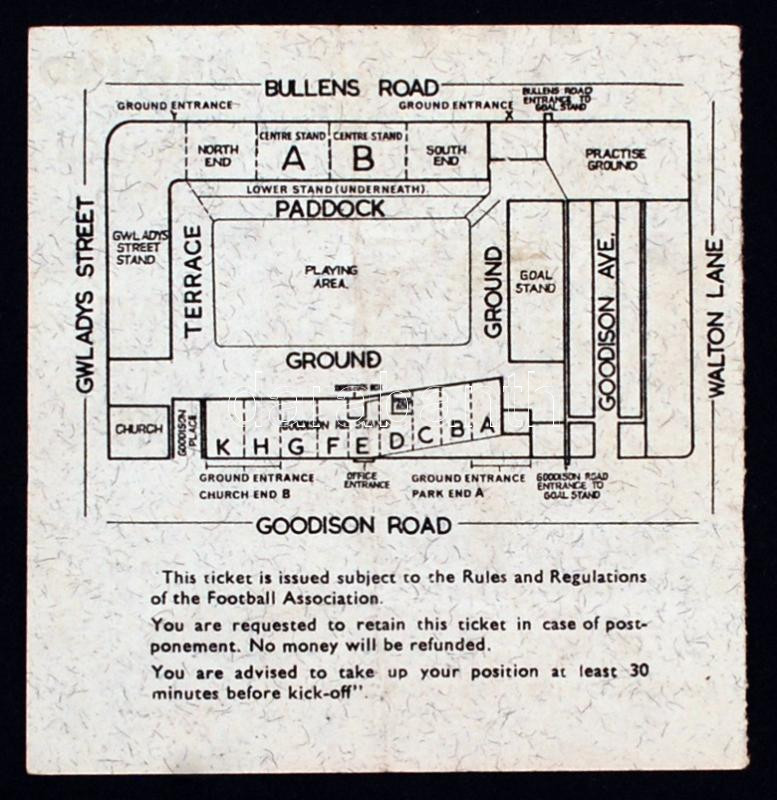 BULLENS ROAD
GROUND ENTRANCE
GROUND ENTRANCE
BULLENS ROAD
ENTRANCE TO
GOAL STAND
NORTH
END
CENTRE STAND
A
CENTRE STAND
B
SOUTH
END
PRACTISE
GROUND
LOWER STAND (UNDERNEATH).
PADDOCK
GWLADYS STREET
GWLADYS
STREET
STAND
TERRACE
PLAYING
AREA.
GROUND
GOAL
STAND
GOODISON AVE.
WALTON LANE
GROUND
CHURCH
GOODISON
PLACE
GOODISON RD. STAND
K H G F E D C B A
GROUND ENTRANCE
CHURCH END B
OFFICE
ENTRANCE
GROUND ENTRANCE
PARK END A
GOODISON ROAD
ENTRANCE TO
GOAL STAND
GOODISON ROAD
This ticket is issued subject to the Rules and Regulations
of the Football Association.
You are requested to retain this ticket in case of post-
ponement. No money will be refunded.
You are advised to take up your position at least 30
minutes before kick-off".